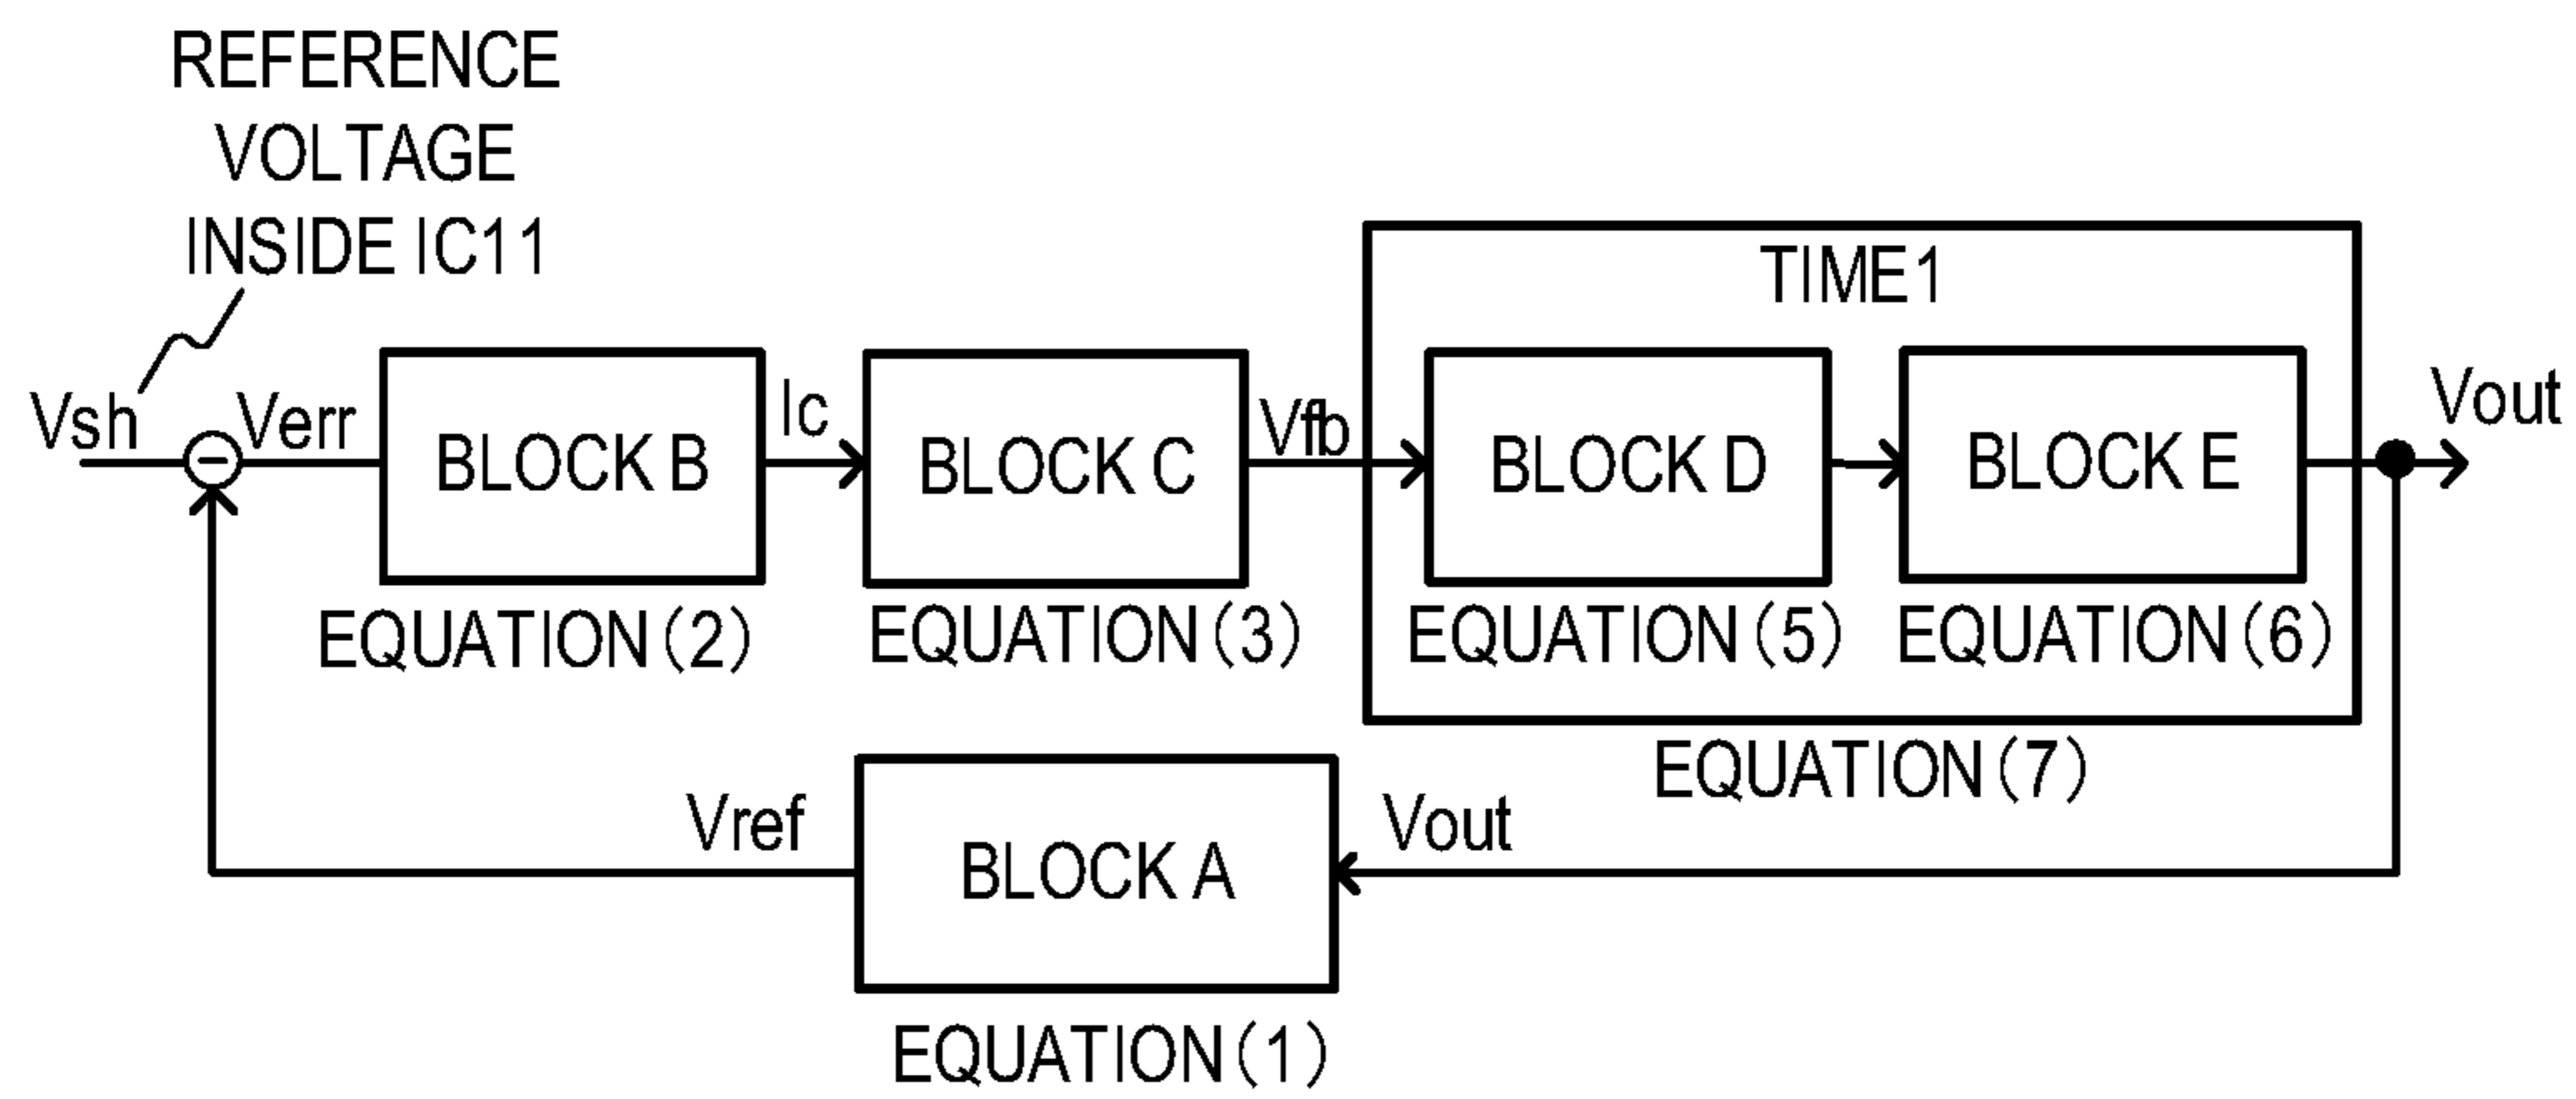 REFERENCE
VOLTAGE
INSIDE IC11
TIME1
Vsh
Verr
BLOCK B
Ic
BLOCK C
Vfb
BLOCK D
BLOCK E
Vout
EQUATION(2)
EQUATION(3)
EQUATION(5)
EQUATION(6)
EQUATION(7)
Vref
BLOCK A
Vout
EQUATION(1)